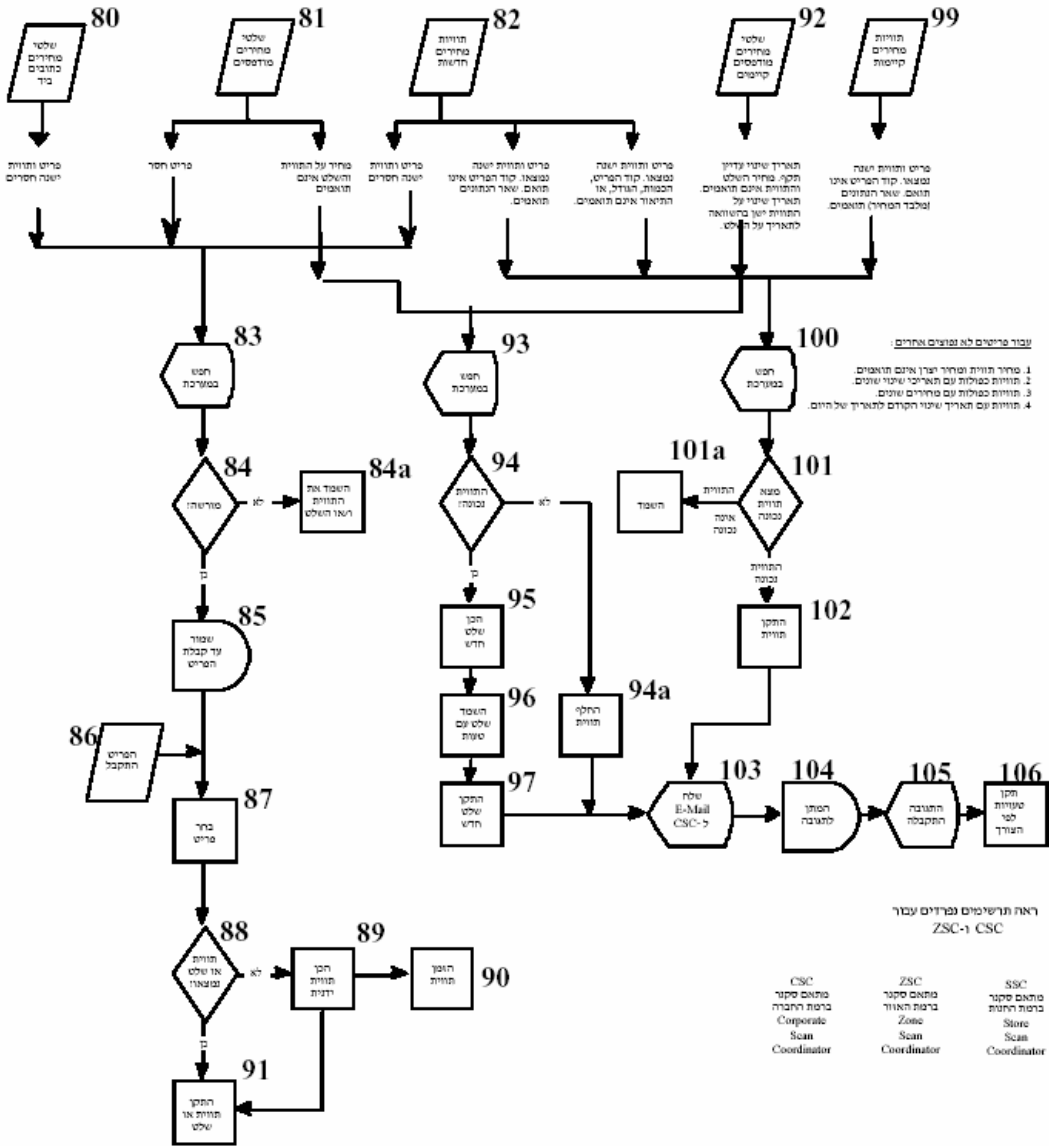 80
שלטי
מחירים
כתובים
ביד
81
שלטי
מחירים
מודפסים
82
תוויות
מחירים
חדשות
92
שלטי
מחירים
מודפסים
קיימים
99
תוויות
מחירים
קיימות
פריט ותווית
ישנה חסרים
פריט חסר
מחיר על התווית
והשלט אינם
תואמים
פריט ותווית
ישנה חסרים
פריט ותווית ישנה
נמצאו. קוד הפריט אינו
תואם. שאר הנתונים
תואמים.
פריט ותווית ישנה
נמצאו. קוד הפריט,
הכמות, הגודל, או
התיאור אינם תואמים.
תאריך שינוי עדיין
תקף. מחיר השלט
והתווית אינם תואמים.
תאריך שינוי על
התווית ישן בהשוואה
לתאריך על השלט.
פריט ותווית ישנה
נמצאו. קוד הפריט אינו
תואם. שאר הנתונים
(מלבד המחיר) תואמים.
83
חפש
במערכת
93
חפש
במערכת
100
חפש
במערכת
עבור פריטים לא נפוצים אחרים :
1. מחיר תווית ומחיר יצרן אינם תואמים.
2. תוויות כפולות עם תאריכי שינוי שונים.
3. תוויות כפולות עם מחירים שונים.
4. תוויות עם תאריך שינוי הקודם לתאריך של היום.
84
מורשה?
לא
84a
השמד את
התווית
ו/או השלט
כן
94
התווית
נכונה?
לא
כן
101a
השמד
התווית
אינה
נכונה
101
מצא
תווית
נכונה
התווית
נכונה
85
שמור
עד קבלת
הפריט
95
הכן
שלט
חדש
102
התקן
תווית
86
הפריט
התקבל
96
השמד
שלט עם
טעות
94a
החלף
תווית
87
בחר
פריט
97
התקן
שלט
חדש
103
שלח
E-Mail
ל-CSC
104
המתן
לתגובה
105
התגובה
התקבלה
106
תקן
טעויות
לפי
הצורך
88
תווית
או שלט
נמצאו?
לא
כן
89
הכן
תווית
ידנית
90
הזמן
תווית
91
התקן
תווית או
שלט
ראה תרשימים נפרדים עבור
CSC ו-ZSC
CSC
מתאם סקנר
ברמת החברה
Corporate
Scan
Coordinator
ZSC
מתאם סקנר
ברמת האזור
Zone
Scan
Coordinator
SSC
מתאם סקנר
ברמת החנות
Store
Scan
Coordinator